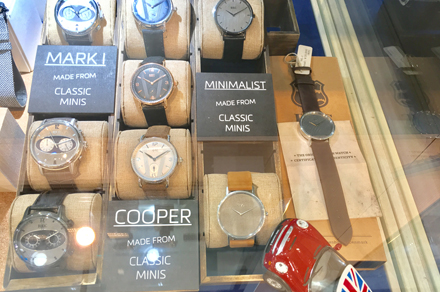 MARK I
MADE FROM
CLASSIC
MINIS
MINIMALIST
MADE FROM
CLASSIC
MINIS
COOPER
MADE FROM
CLASSIC
MINIS